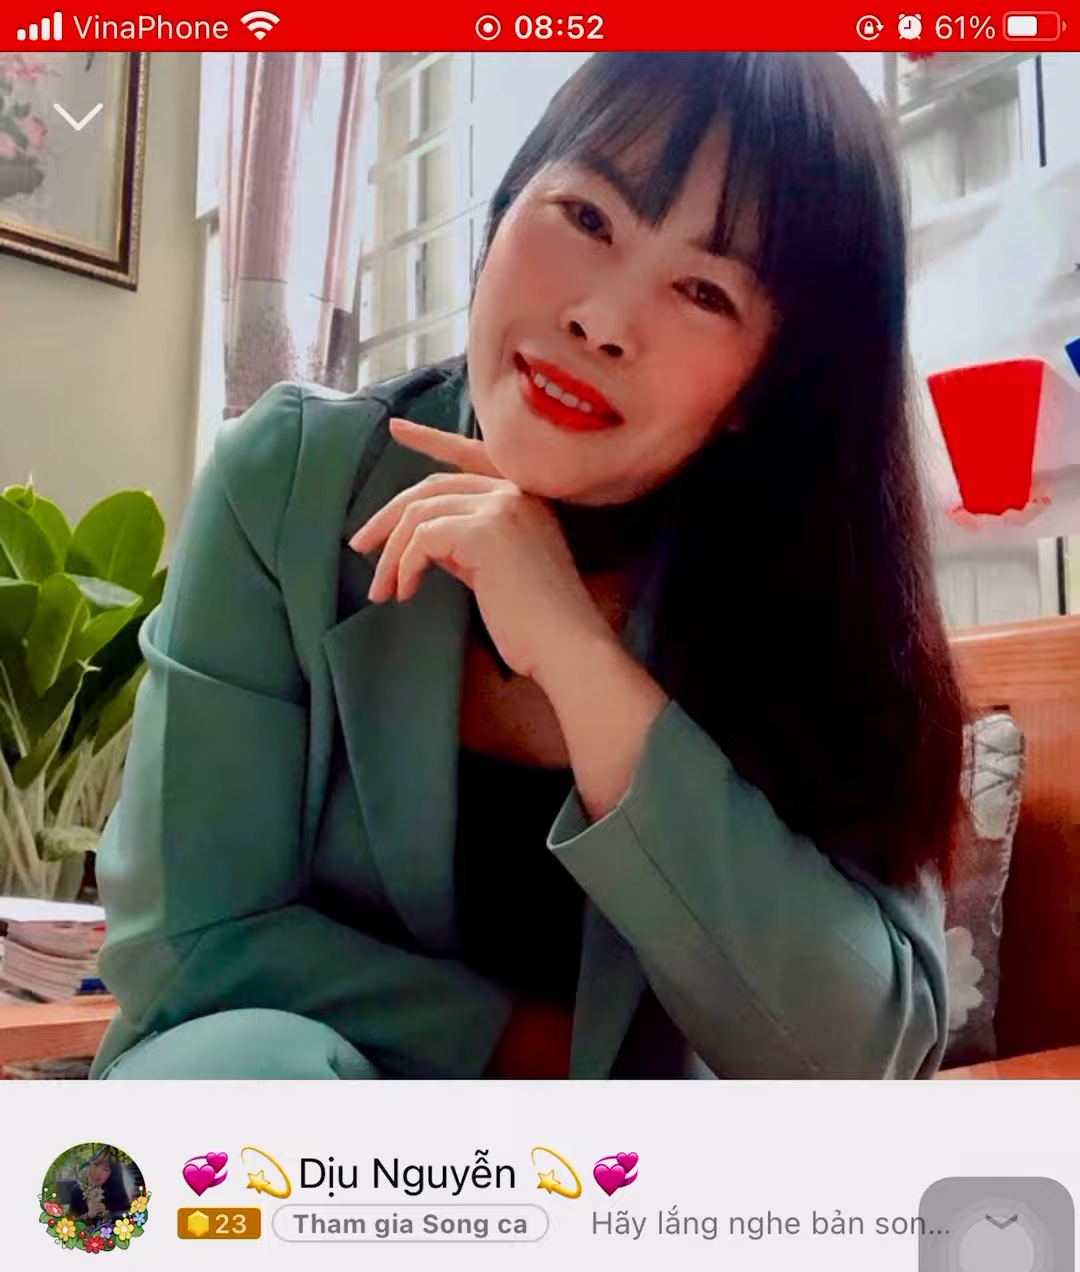 VinaPhone 08:52 61%
💞 💫 Dịu Nguyễn 💫 💞
23 Tham gia Song ca Hãy lắng nghe bản son...